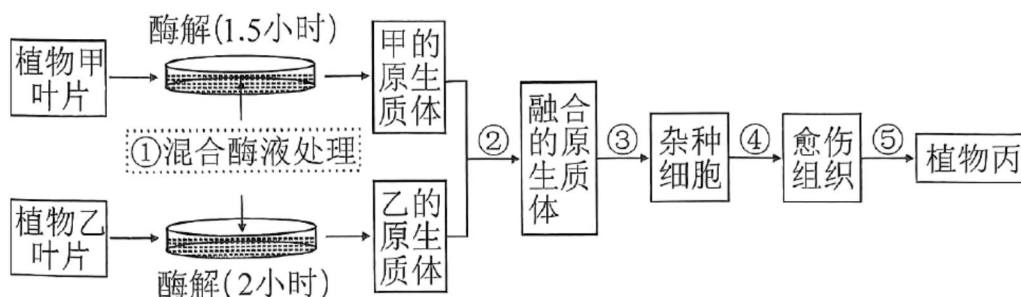 酶解(1.5小时)
植物甲
叶片
甲的
原生
质体
①混合酶液处理
②
融合
的原
生质
体
③
杂种
细胞
④
愈伤
组织
⑤
植物丙
植物乙
叶片
乙的
原生
质体
酶解(2小时)